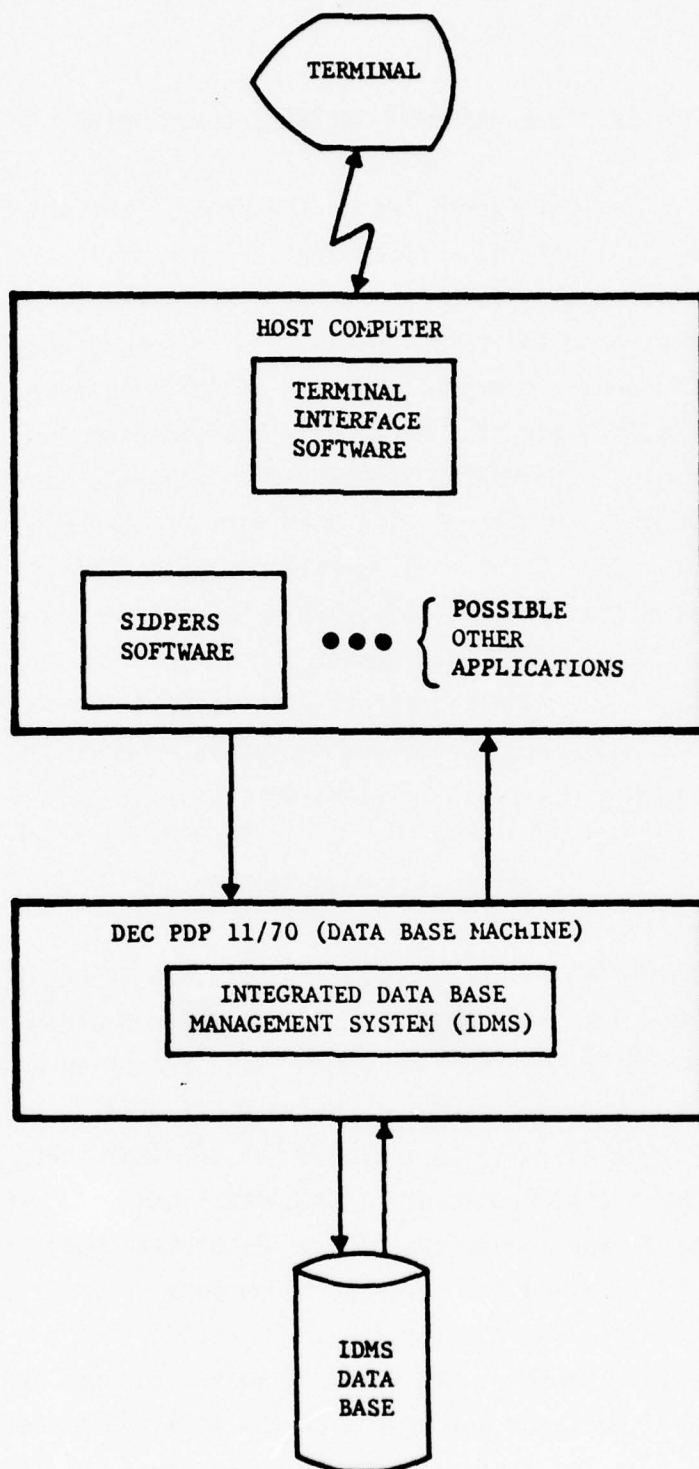 TERMINAL
HOST COMPUTER
TERMINAL
INTERFACE
SOFTWARE
SIDPERS
SOFTWARE
POSSIBLE
OTHER
APPLICATIONS
DEC PDP 11/70 (DATA BASE MACHINE)
INTEGRATED DATA BASE
MANAGEMENT SYSTEM (IDMS)
IDMS
DATA
BASE